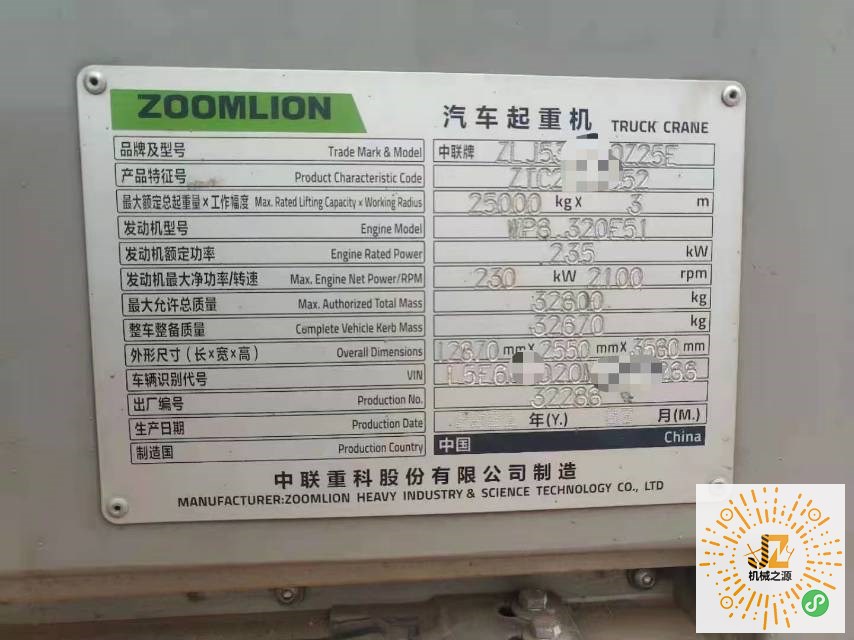 ZOOMLION
汽车起重机 TRUCK CRANE
品牌及型号 Trade Mark & Model 中联牌
产品特征号 Product Characteristic Code
最大额定总起重量×工作幅度 Max. Rated Lifting Capacity × Working Radius 25000 kg× 3 m
发动机型号 Engine Model WP8.320E51
发动机额定功率 Engine Rated Power 235 kW
发动机最大净功率/转速 Max. Engine Net Power/RPM 230 kW 2100 rpm
最大允许总质量 Max. Authorized Total Mass 32800 kg
整车整备质量 Complete Vehicle Kerb Mass 32670 kg
外形尺寸(长×宽×高) Overall Dimensions 12670 mm× 2550 mm× 3560 mm
车辆识别代号 VIN
出厂编号 Production No.
生产日期 Production Date 年(Y.) 月(M.)
制造国 Production Country 中国 China
中联重科股份有限公司制造
MANUFACTURER:ZOOMLION HEAVY INDUSTRY & SCIENCE TECHNOLOGY CO., LTD
JZ
机械之源